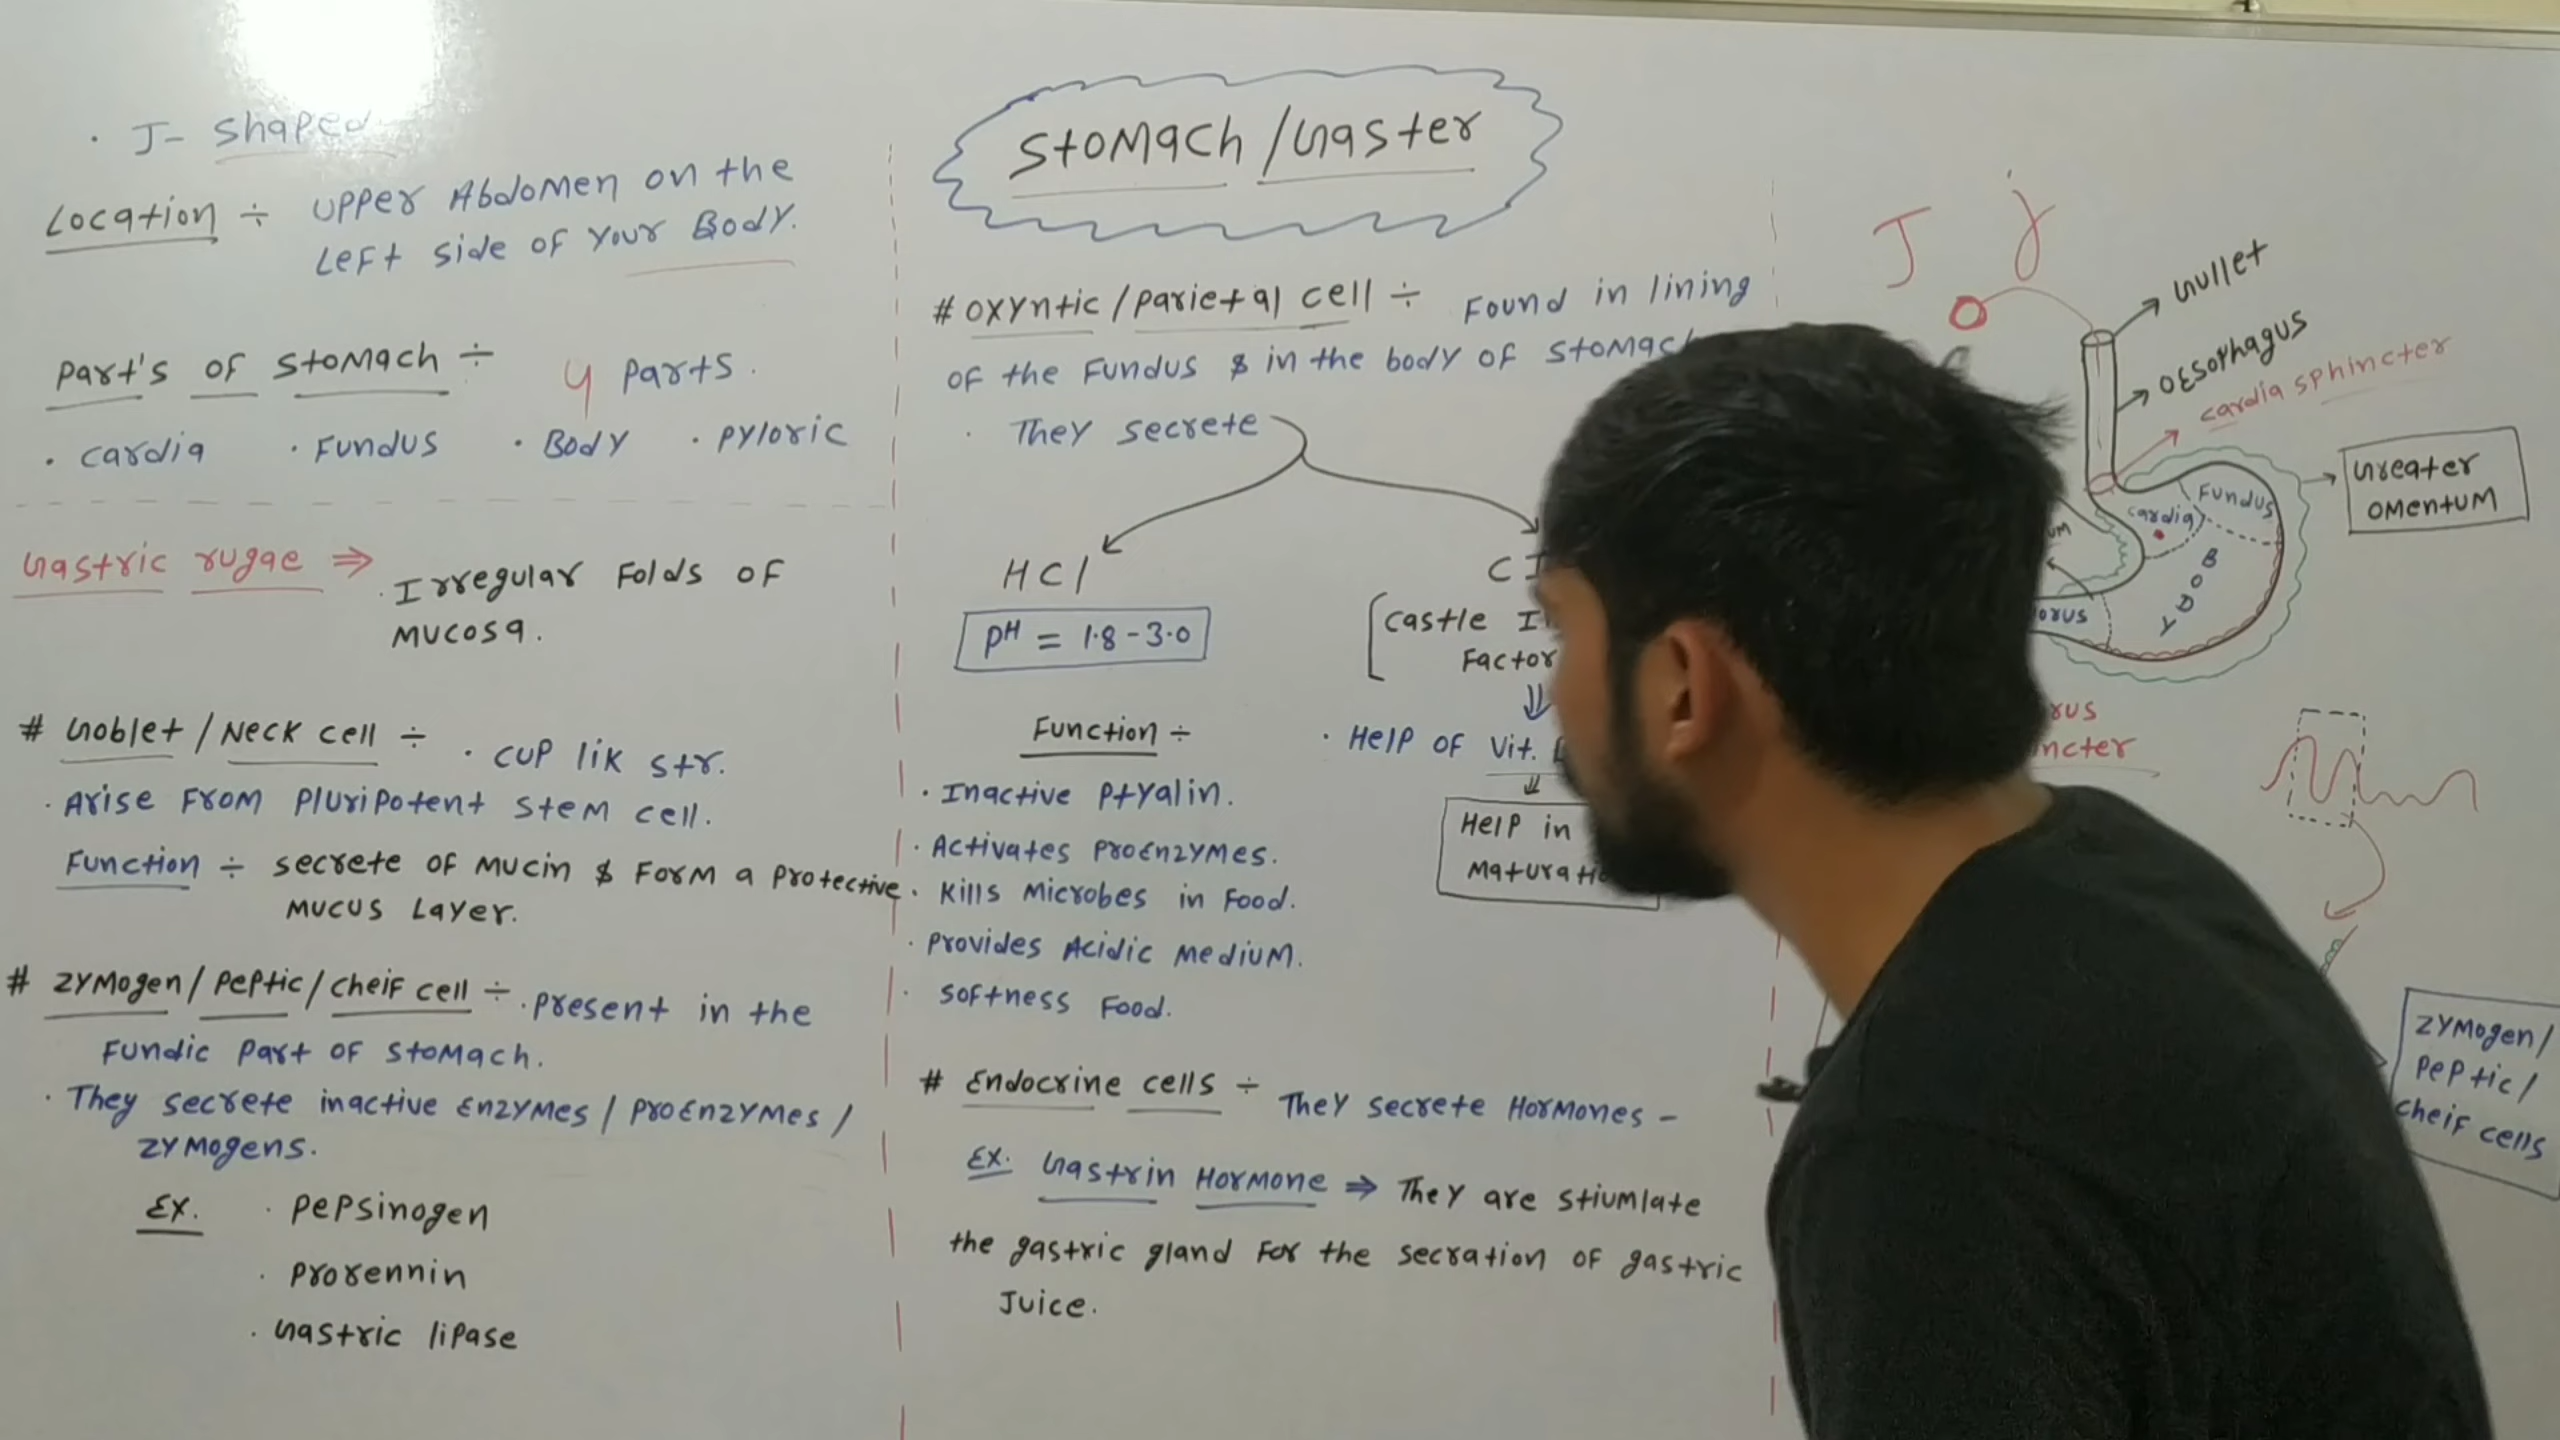 Stomach / Gaster
· J- shaped
Location ÷ Upper Abdomen on the
Left side of your Body.
Part's of Stomach ÷ 4 Parts.
· cardia · Fundus · Body · Pyloric
Gastric rugae ⇒ · Irregular Folds of
Mucosa.
# Goblet / Neck cell ÷ · cup lik str.
· Arise From Pluripotent stem cell.
Function ÷ secrete of Mucin $ Form a Protective
Mucus Layer.
# Zymogen / Peptic / cheif cell ÷ · Present in the
Fundic Part of stomach.
· They secrete inactive Enzymes / ProEnzymes /
zymogens.
Ex. · Pepsinogen
· Prorennin
· Gastric lipase
# Oxyntic / Parietal cell ÷ Found in lining
of the Fundus $ in the body of
· They secrete
HCl
pH = 1.8 - 3.0
Function ÷
· Inactive Ptyalin.
· Activates ProEnzymes.
· Kills Microbes in Food.
· Provides Acidic Medium.
· Softness Food.
[Castle
Factor
⇓
· Help of Vit.
⇓
Help in
# Endocrine cells ÷ They secrete Hormones -
Ex. Gastrin Hormone ⇒ They are stiumlate
the gastric gland For the secration of gastric
Juice.
J j
Gullet
OEsophagus
cardia sphincter
Greater
omentum
Fundus
cardia
BODY
Zymogen /
Peptic /
cheif cells